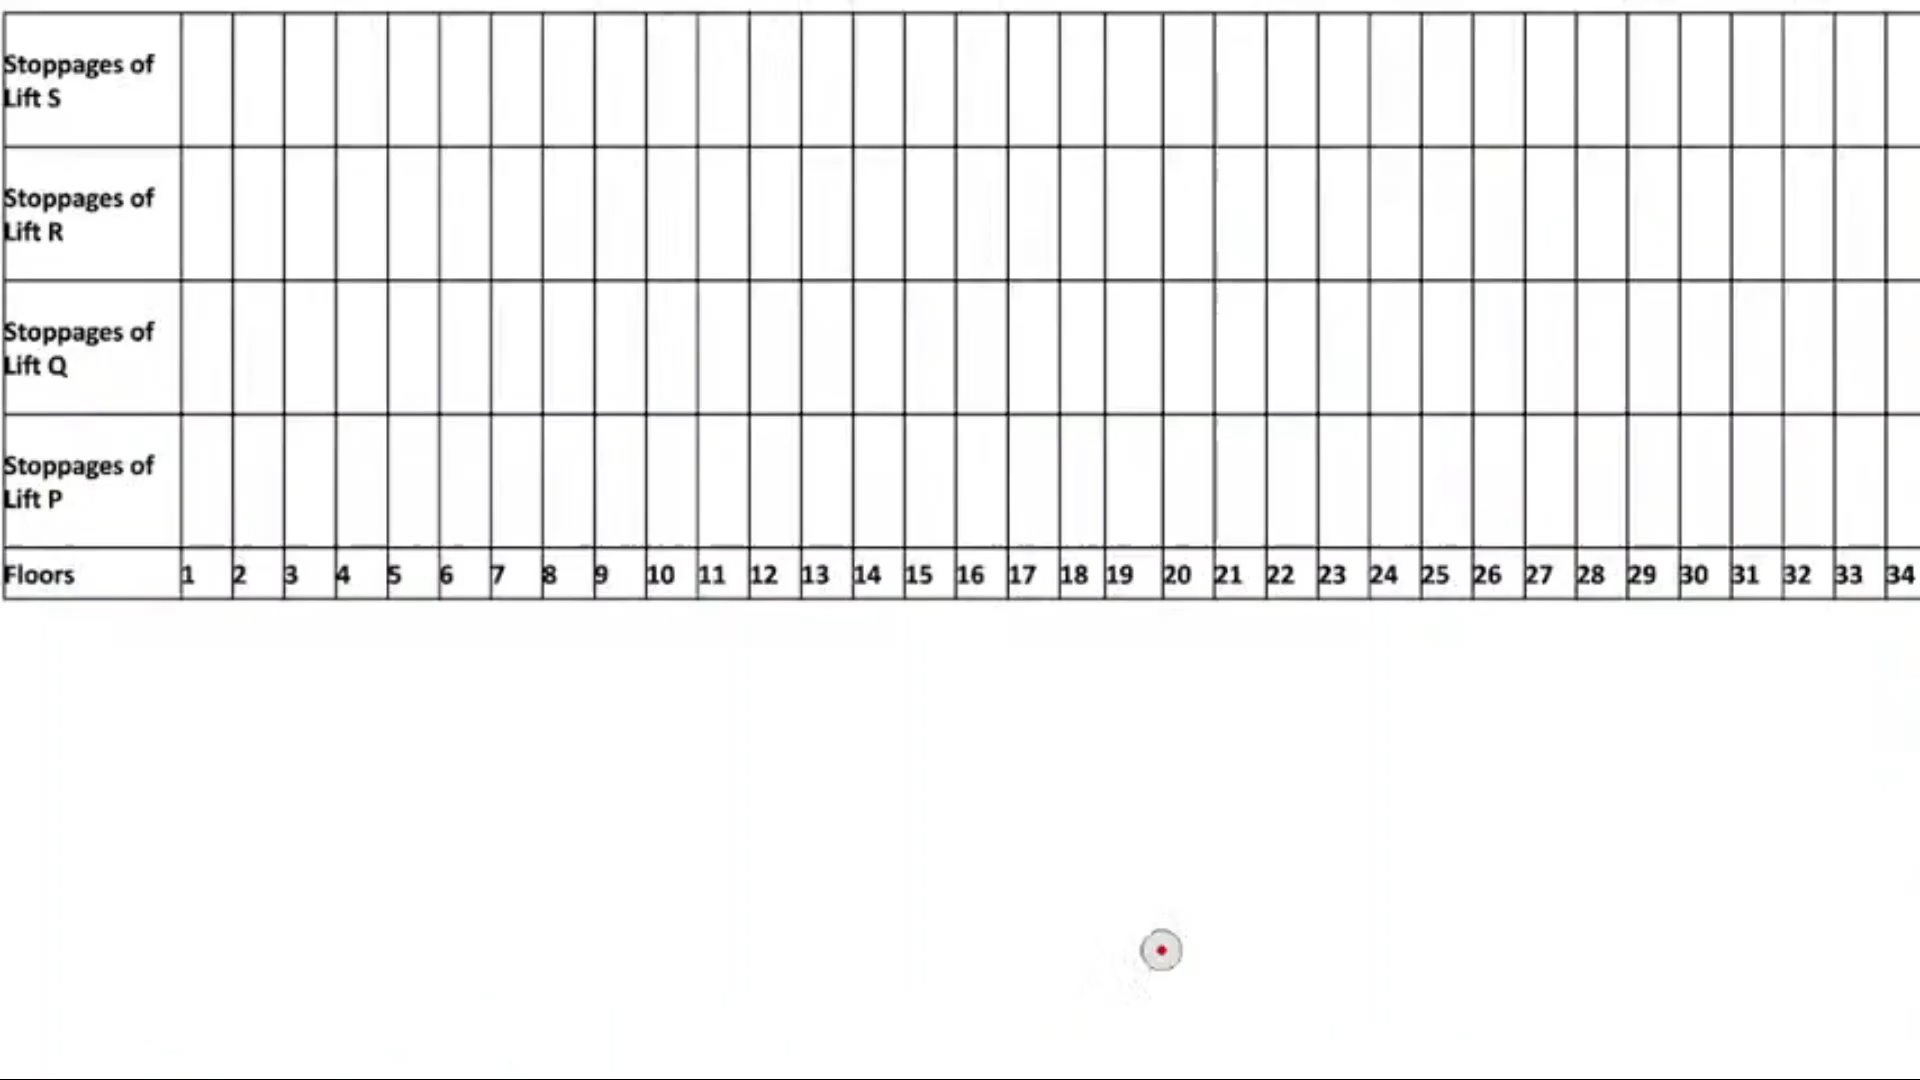 Stoppages of
Lift S
Stoppages of
Lift R
Stoppages of
Lift Q
Stoppages of
Lift P
Floors 1 2 3 4 5 6 7 8 9 10 11 12 13 14 15 16 17 18 19 20 21 22 23 24 25 26 27 28 29 30 31 32 33 34